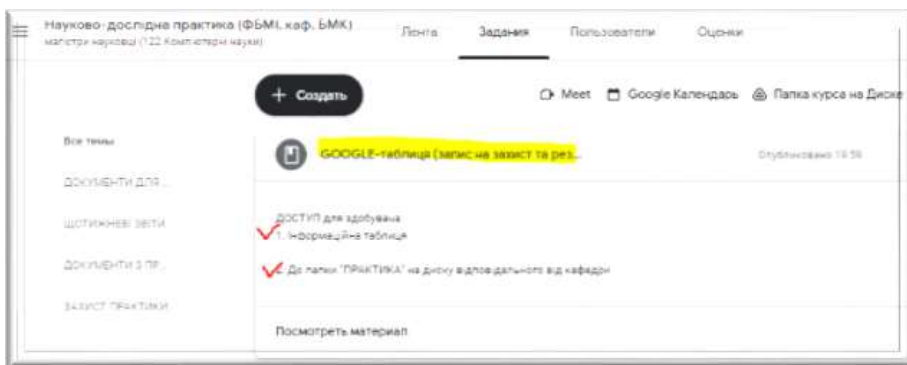 Науково-дослідна практика (ФБМІ, каф. БМК)
магістри науковці (122 Комп'ютерні науки)
Лента
Задания
Пользователи
Оценки
+ Создать
Meet
Google Календарь
Папка курса на Диске
Все темы
ДОКУМЕНТИ ДЛЯ ...
ЩОТИЖНЕВІ ЗВІТИ
ДОКУМЕНТИ З ПР...
ЗАХИСТ ПРАКТИКИ
GOOGLE-таблиця (запис на захист та рез...
Опубликовано 19:59
ДОСТУП для здобувача
1. Інформаційна таблиця
До папки "ПРАКТИКА" на диску відповідального від кафедри
Посмотреть материал